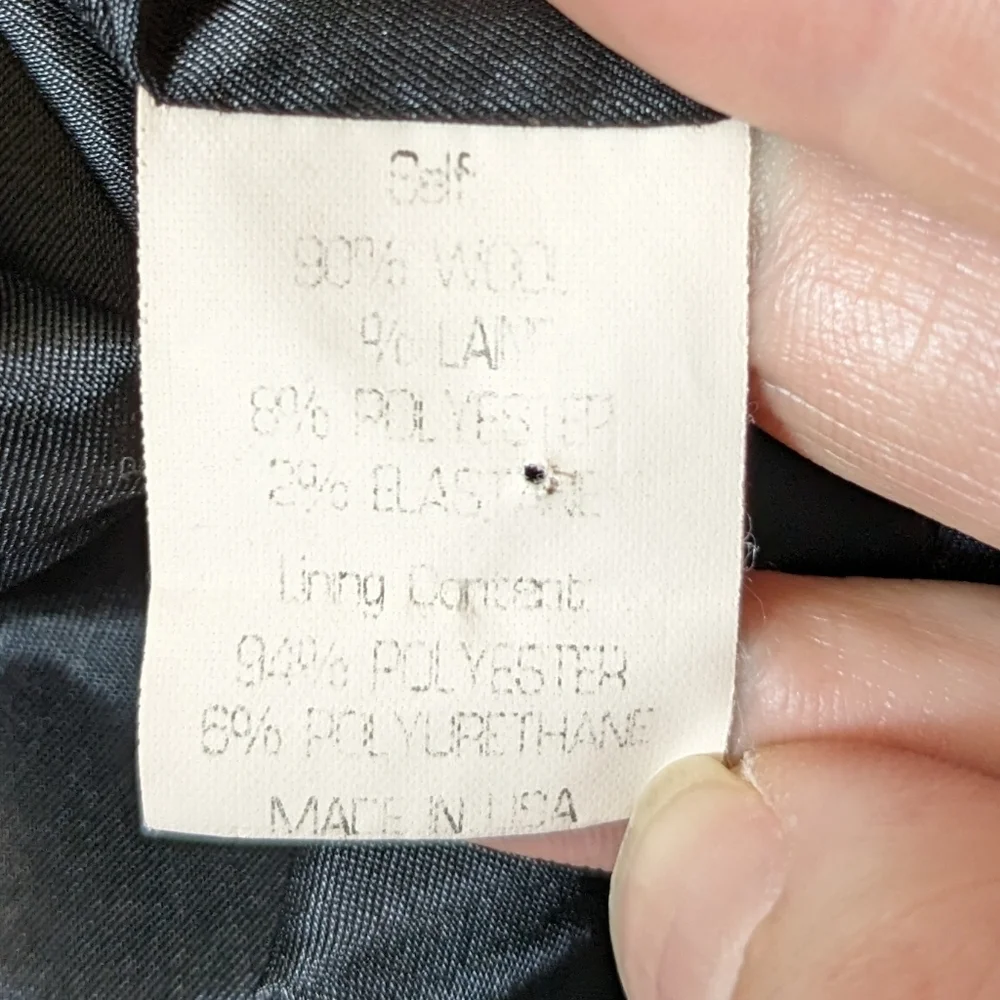 Self
90% WOOL
% LAINE
8% POLYESTER
2% ELASTANE
Lining Content:
94% POLYESTER
6% POLYURETHANE
MADE IN USA